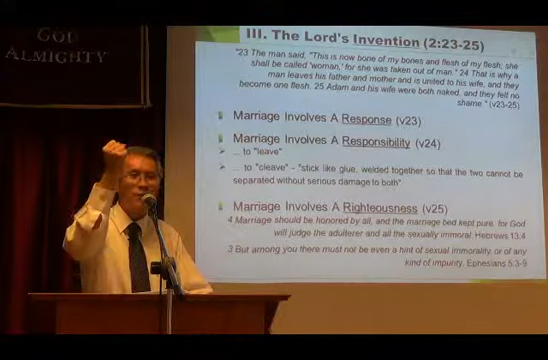 GOD
ALMIGHTY
III. The Lord's Invention (2:23-25)
"23 The man said, "This is now bone of my bones and flesh of my flesh; she
shall be called 'woman,' for she was taken out of man." 24 That is why a
man leaves his father and mother and is united to his wife, and they
become one flesh. 25 Adam and his wife were both naked, and they felt no
shame." (v23-25)
Marriage Involves A Response (v23)
Marriage Involves A Responsibility (v24)
... to "leave"
... to "cleave" - "stick like glue, welded together so that the two cannot be
separated without serious damage to both"
Marriage Involves A Righteousness (v25)
4 Marriage should be honored by all, and the marriage bed kept pure, for God
will judge the adulterer and all the sexually immoral. Hebrews 13:4
3 But among you there must not be even a hint of sexual immorality, or of any
kind of impurity. Ephesians 5:3-9